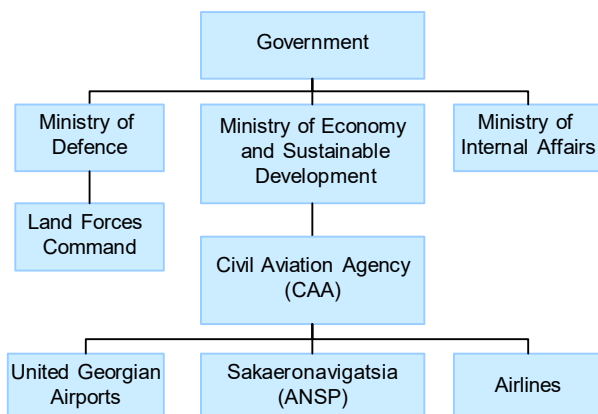 Government
Ministry of
Defence
Ministry of Economy
and Sustainable
Development
Ministry of
Internal Affairs
Land Forces
Command
Civil Aviation Agency
(CAA)
United Georgian
Airports
Sakaeronavigatsia
(ANSP)
Airlines